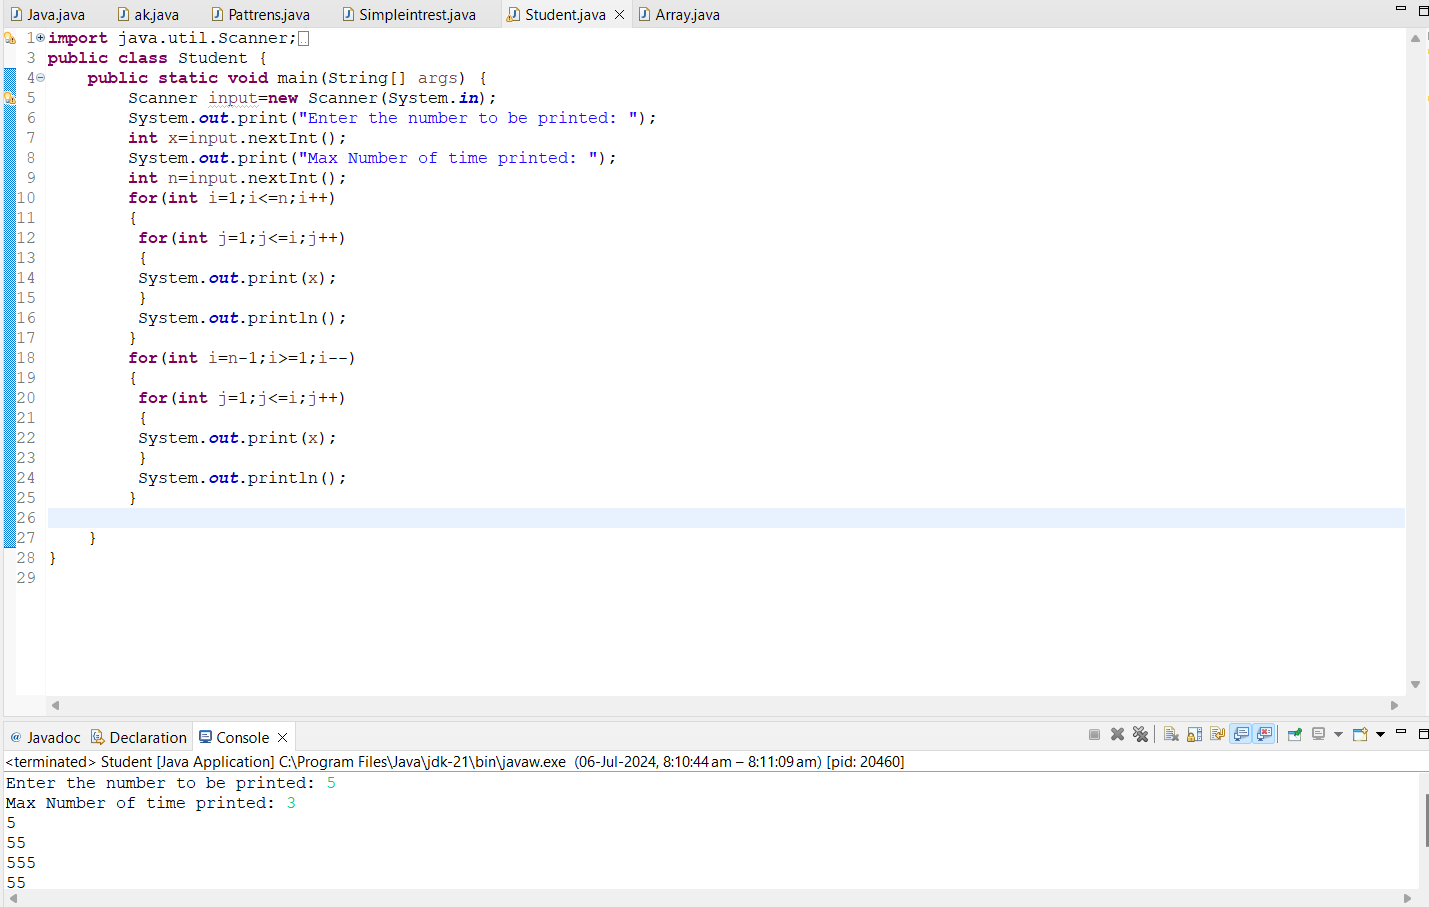 Java.java ak.java Pattrens.java Simpleintrest.java Student.java Array.java
1 import java.util.Scanner;
3 public class Student {
4 public static void main(String[] args) {
5 Scanner input=new Scanner(System.in);
6 System.out.print("Enter the number to be printed: ");
7 int x=input.nextInt();
8 System.out.print("Max Number of time printed: ");
9 int n=input.nextInt();
10 for(int i=1;i<=n;i++)
11 {
12 for(int j=1;j<=i;j++)
13 {
14 System.out.print(x);
15 }
16 System.out.println();
17 }
18 for(int i=n-1;i>=1;i--)
19 {
20 for(int j=1;j<=i;j++)
21 {
22 System.out.print(x);
23 }
24 System.out.println();
25 }
26
27 }
28 }
29
@ Javadoc Declaration Console
<terminated> Student [Java Application] C:\Program Files\Java\jdk-21\bin\javaw.exe (06-Jul-2024, 8:10:44 am – 8:11:09 am) [pid: 20460]
Enter the number to be printed: 5
Max Number of time printed: 3
5
55
555
55